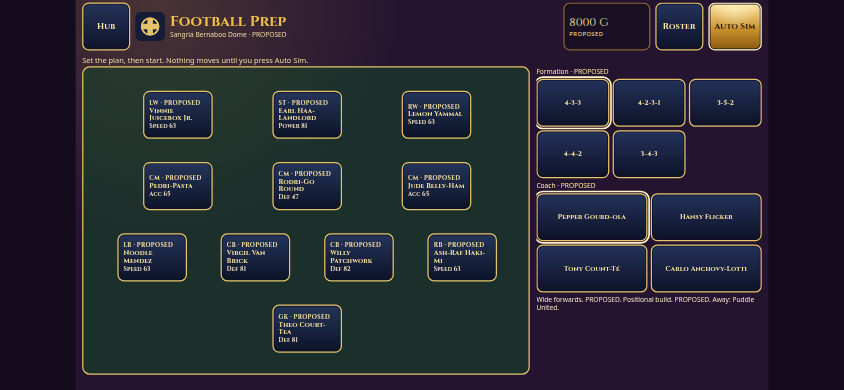 Hub
Football Prep
Sangria Bernaboo Dome · PROPOSED
8000 G
PROPOSED
Roster
Auto Sim
Set the plan, then start. Nothing moves until you press Auto Sim.
LW · PROPOSED
Vinnie
Juicebox Jr.
Speed 63
ST · PROPOSED
Earl Haa-
Landlord
Power 81
RW · PROPOSED
Lemon Yammal
Speed 63
CM · PROPOSED
Pedri-Pasta
Acc 65
CM · PROPOSED
Rodri-Go
Round
Def 47
CM · PROPOSED
Jude Belly-Ham
Acc 65
LB · PROPOSED
Noodle
Mendez
Speed 63
CB · PROPOSED
Virgil Van
Brick
Def 81
CB · PROPOSED
Willy
Patchwork
Def 82
RB · PROPOSED
Ash-Raf Haki-
Mi
Speed 63
GK · PROPOSED
Theo Court-
Tea
Def 81
Formation · PROPOSED
4-3-3
4-2-3-1
3-5-2
4-4-2
3-4-3
Coach · PROPOSED
Pepper Gourd-ola
Hansy Flicker
Tony Count-Té
Carlo Anchovy-Lotti
Wide forwards. PROPOSED. Positional build. PROPOSED. Away: Puddle
United.